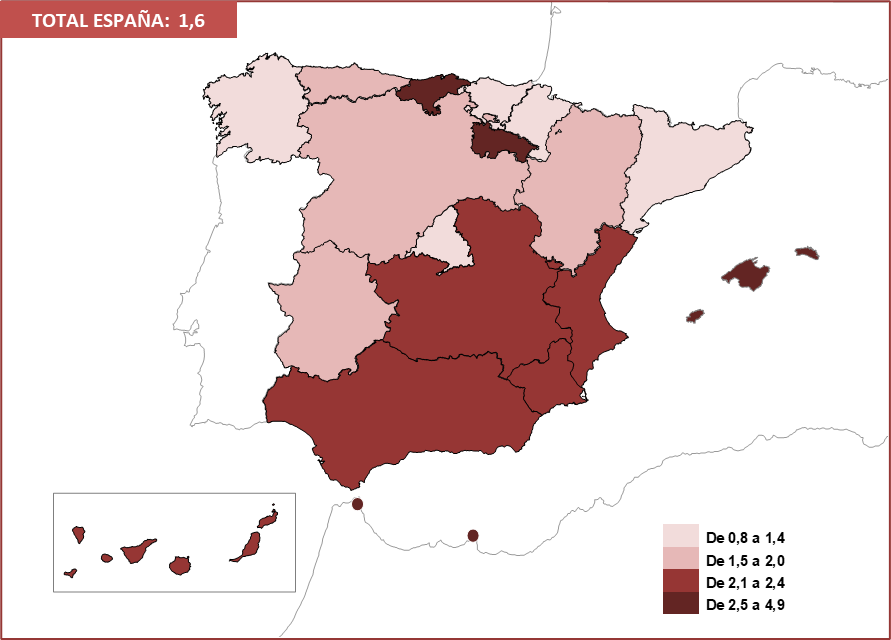 TOTAL ESPAÑA: 1,6
De 0,8 a 1,4
De 1,5 a 2,0
De 2,1 a 2,4
De 2,5 a 4,9